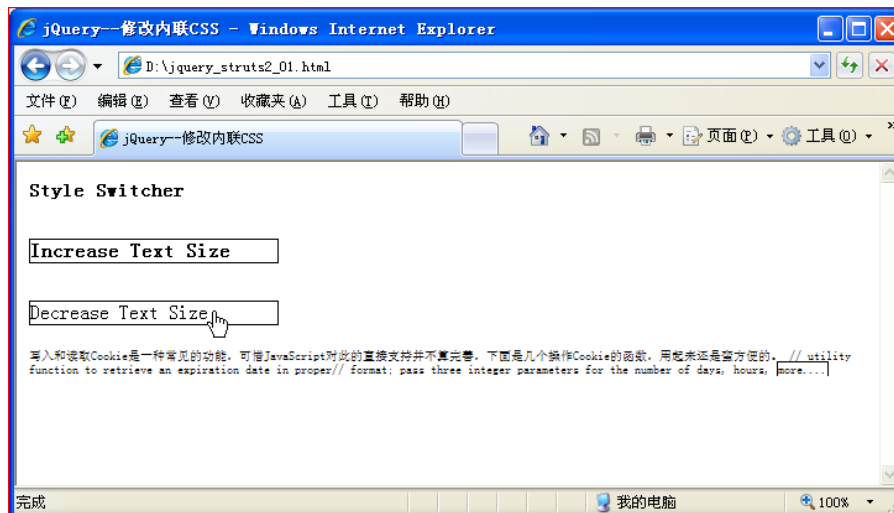 jQuery--修改内联CSS - Windows Internet Explorer
D:\jquery_struts2_01.html
文件(F) 编辑(E) 查看(V) 收藏夹(A) 工具(T) 帮助(H)
jQuery--修改内联CSS 页面(P) 工具(O) »
Style Switcher
Increase Text Size
Decrease Text Size
写入和读取Cookie是一种常见的功能，可惜JavaScript对此的直接支持并不算完善，下面是几个操作Cookie的函数，用起来还是蛮方便的。 // utility
function to retrieve an expiration date in proper// format; pass three integer parameters for the number of days, hours, more....
完成 我的电脑 100%